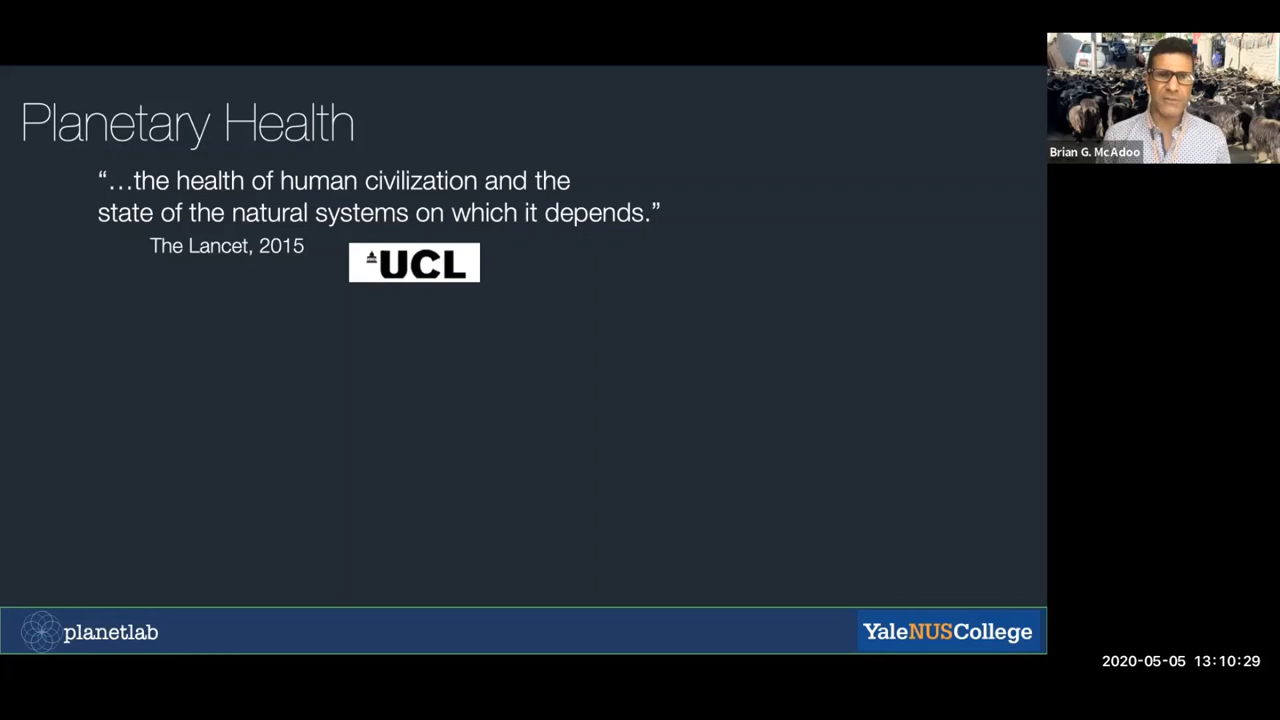 Planetary Health
“…the health of human civilization and the
state of the natural systems on which it depends.”
The Lancet, 2015
UCL
Brian G. McAdoo
planetlab
YaleNUSCollege
2020-05-05 13:10:29